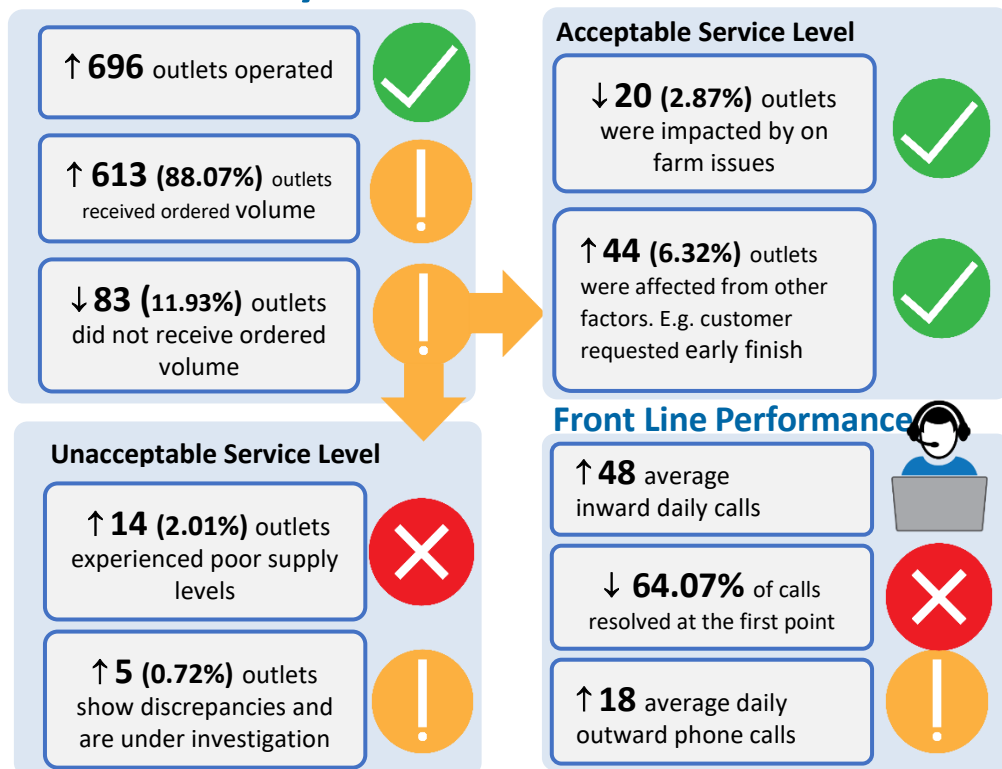 ↑ 696 outlets operated
↑ 613 (88.07%) outlets
received ordered volume
↓ 83 (11.93%) outlets
did not receive ordered
volume
Acceptable Service Level
↓ 20 (2.87%) outlets
were impacted by on
farm issues
↑ 44 (6.32%) outlets
were affected from other
factors. E.g. customer
requested early finish
Unacceptable Service Level
↑ 14 (2.01%) outlets
experienced poor supply
levels
↑ 5 (0.72%) outlets
show discrepancies and
are under investigation
Front Line Performance
↑ 48 average
inward daily calls
↓ 64.07% of calls
resolved at the first point
↑ 18 average daily
outward phone calls